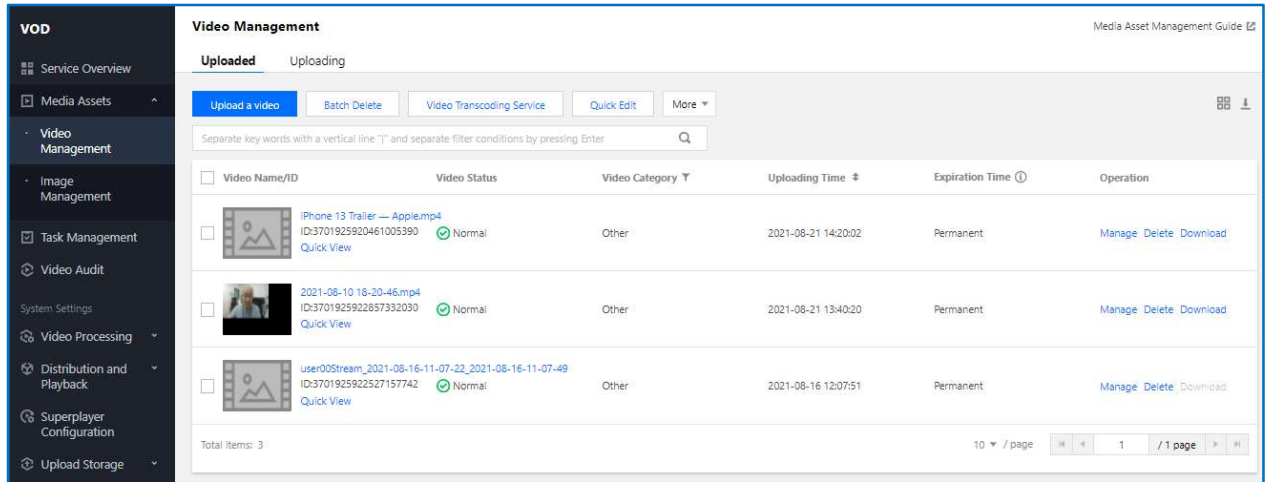 VOD
Service Overview
Media Assets
Video
Management
Image
Management
Task Management
Video Audit
System Settings
Video Processing
Distribution and
Playback
Superplayer
Configuration
Upload Storage
Video Management
Media Asset Management Guide
Uploaded Uploading
Upload a video Batch Delete Video Transcoding Service Quick Edit More
Separate key words with a vertical line "|" and separate filter conditions by pressing Enter
Video Name/ID Video Status Video Category Uploading Time Expiration Time Operation
iPhone 13 Trailer — Apple.mp4
ID:3701925920461005390 Normal Other 2021-08-21 14:20:02 Permanent Manage Delete Download
Quick View
2021-08-10 18-20-46.mp4
ID:3701925922857332030 Normal Other 2021-08-21 13:40:20 Permanent Manage Delete Download
Quick View
user00Stream_2021-08-16-11-07-22_2021-08-16-11-07-49
ID:3701925922527157742 Normal Other 2021-08-16 12:07:51 Permanent Manage Delete Download
Quick View
Total items: 3 10 / page 1 / 1 page